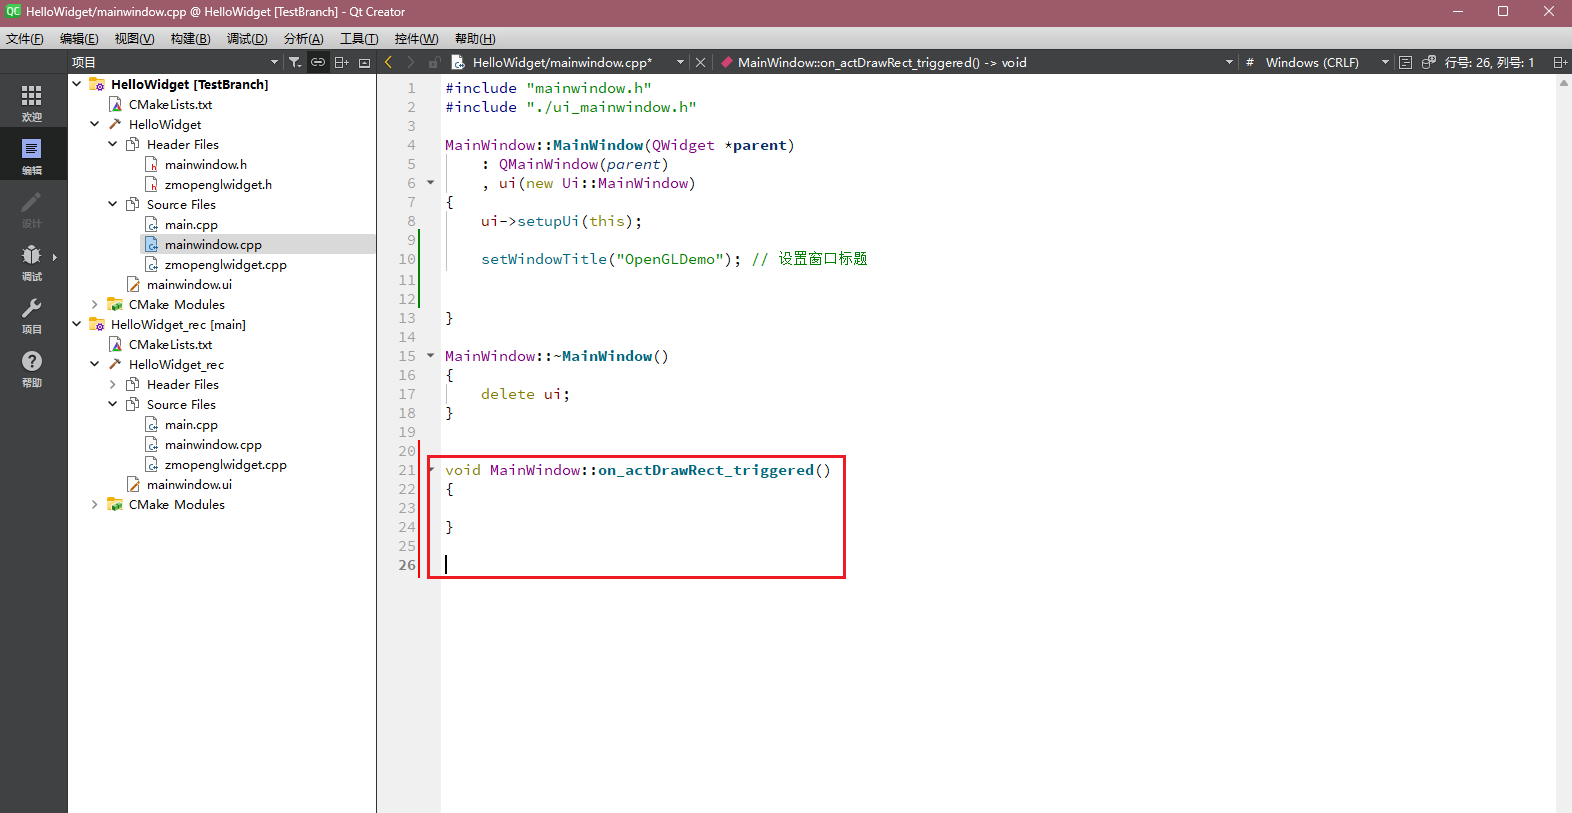 QC HelloWidget/mainwindow.cpp @ HelloWidget [TestBranch] - Qt Creator
文件(F) 编辑(E) 视图(V) 构建(B) 调试(D) 分析(A) 工具(T) 控件(W) 帮助(H)
项目 HelloWidget/mainwindow.cpp* MainWindow::on_actDrawRect_triggered() -> void # Windows (CRLF) 行号: 26, 列号: 1
欢迎
编辑
设计
调试
项目
帮助
HelloWidget [TestBranch]
CMakeLists.txt
HelloWidget
Header Files
mainwindow.h
zmopenglwidget.h
Source Files
main.cpp
mainwindow.cpp
zmopenglwidget.cpp
mainwindow.ui
CMake Modules
HelloWidget_rec [main]
CMakeLists.txt
HelloWidget_rec
Header Files
Source Files
main.cpp
mainwindow.cpp
zmopenglwidget.cpp
mainwindow.ui
CMake Modules
1 #include "mainwindow.h"
2 #include "./ui_mainwindow.h"
3
4 MainWindow::MainWindow(QWidget *parent)
5 : QMainWindow(parent)
6 , ui(new Ui::MainWindow)
7 {
8 ui->setupUi(this);
9
10 setWindowTitle("OpenGLDemo"); // 设置窗口标题
11
12
13 }
14
15 MainWindow::~MainWindow()
16 {
17 delete ui;
18 }
19
20
21 void MainWindow::on_actDrawRect_triggered()
22 {
23
24 }
25
26